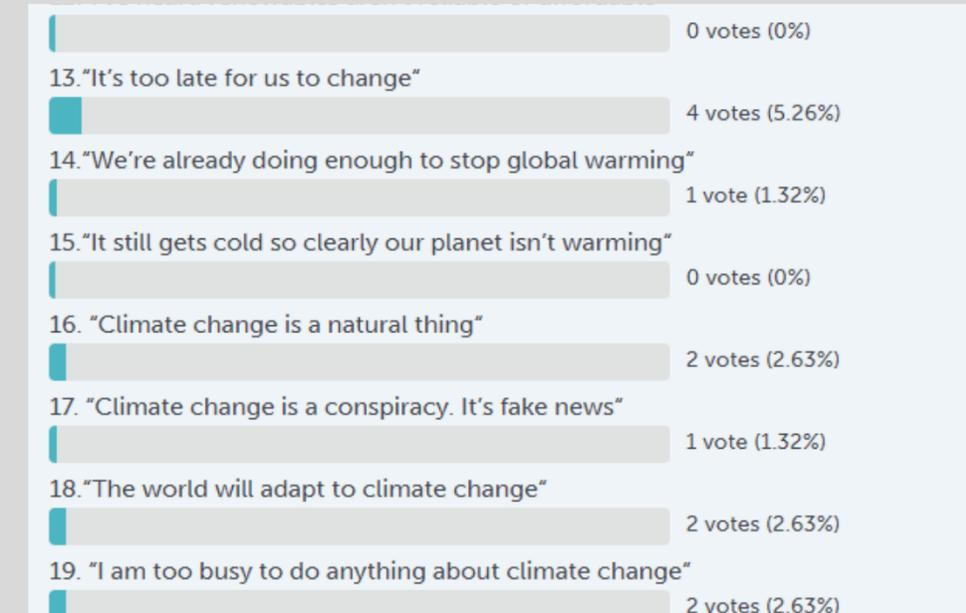 0 votes (0%)
13.“It’s too late for us to change“
4 votes (5.26%)
14.“We’re already doing enough to stop global warming“
1 vote (1.32%)
15.“It still gets cold so clearly our planet isn’t warming“
0 votes (0%)
16. “Climate change is a natural thing“
2 votes (2.63%)
17. “Climate change is a conspiracy. It’s fake news“
1 vote (1.32%)
18.“The world will adapt to climate change“
2 votes (2.63%)
19. “I am too busy to do anything about climate change“
2 votes (2.63%)